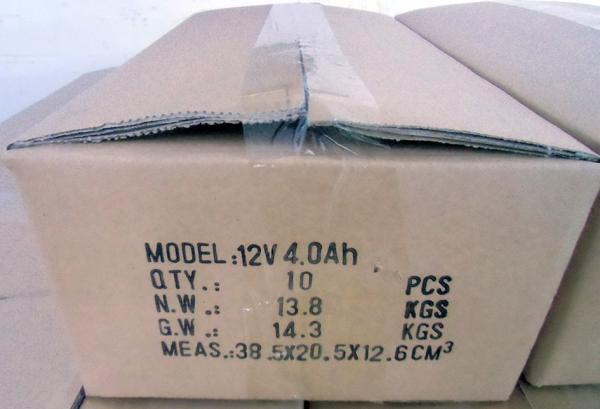 MODEL.:12V 4.0Ah
QTY.: 10 PCS
N.W.: 13.8 KGS
G.W.: 14.3 KGS
MEAS.:38.5X20.5X12.6CM³